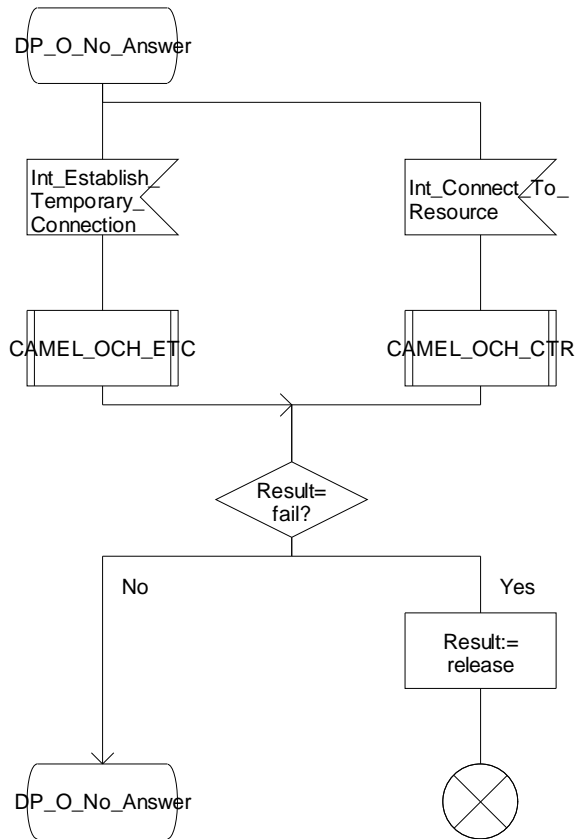 DP_O_No_Answer
Int_Establish_
Temporary_
Connection
Int_Connect_To_
Resource
CAMEL_OCH_ETC
CAMEL_OCH_CTR
Result=
fail?
No
Yes
Result:=
release
DP_O_No_Answer